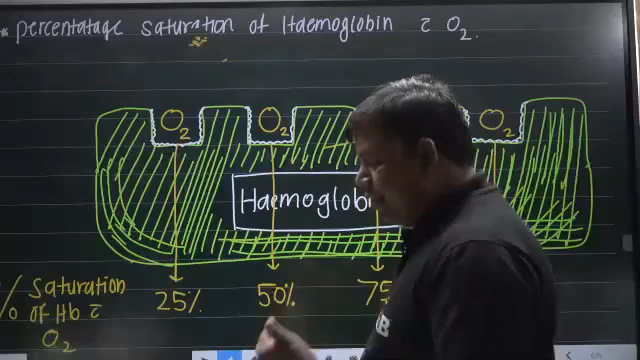 * percentatage saturation of Haemoglobin c̄ O₂.
O₂ O₂ O₂
Haemoglobi
% saturation
of Hb c̄
O₂
25% 50% 75